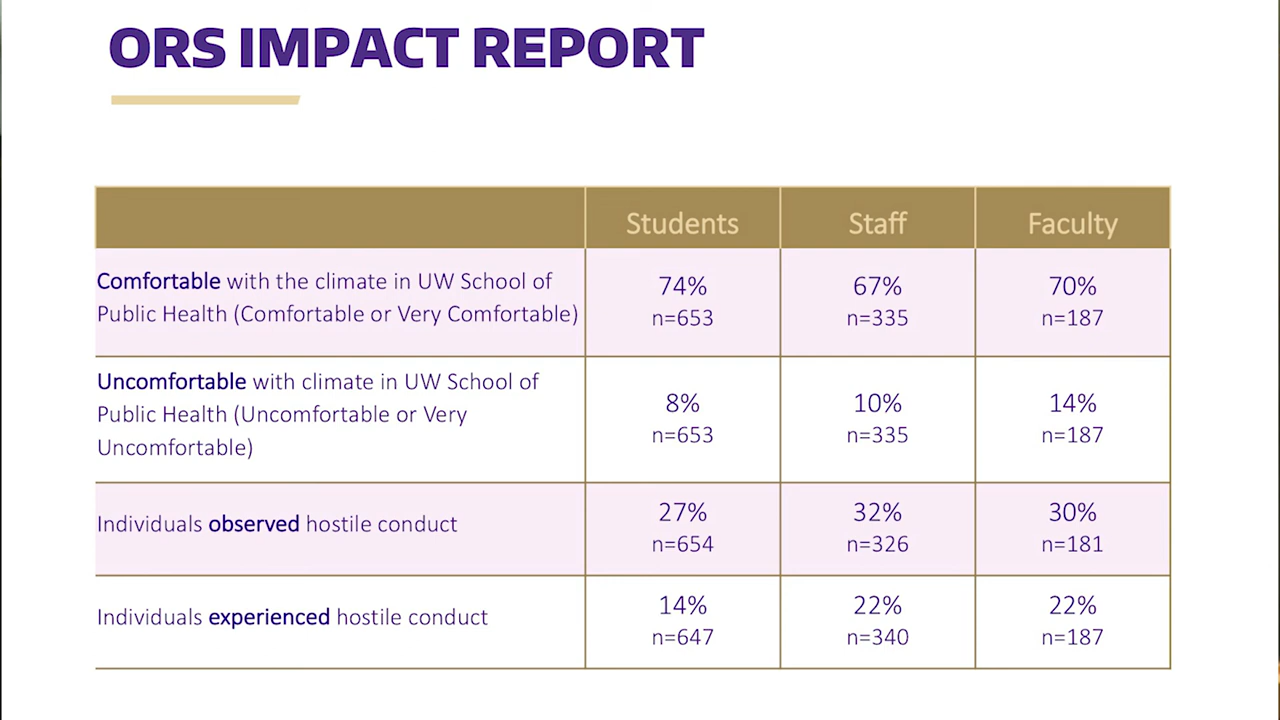 ORS IMPACT REPORT
Students Staff Faculty
Comfortable with the climate in UW School of
Public Health (Comfortable or Very Comfortable)
74% 67% 70%
n=653 n=335 n=187
Uncomfortable with climate in UW School of
Public Health (Uncomfortable or Very
Uncomfortable)
8% 10% 14%
n=653 n=335 n=187
Individuals observed hostile conduct
27% 32% 30%
n=654 n=326 n=181
Individuals experienced hostile conduct
14% 22% 22%
n=647 n=340 n=187